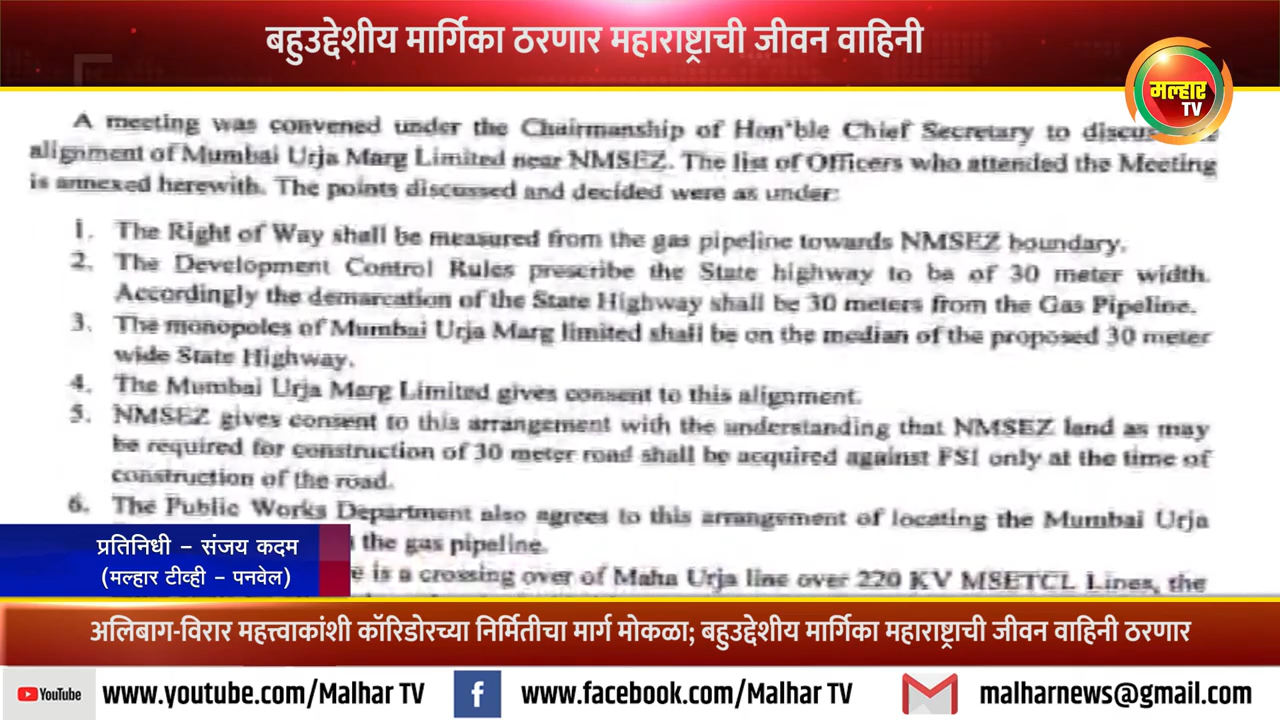 बहुउद्देशीय मार्गिका ठरणार महाराष्ट्राची जीवन वाहिनी
मल्हार
TV
A meeting was convened under the Chairmanship of Hon'ble Chief Secretary to
alignment of Mumbai Urja Marg Limited near NMSEZ. The list of Officers who attended the Meeting
is annexed herewith. The points discussed and decided were as under:
1. The Right of Way shall be measured from the gas pipeline towards NMSEZ boundary.
2. The Development Control Rules prescribe the State highway to be of 30 meter width.
Accordingly the demarcation of the State Highway shall be 30 meters from the Gas Pipeline.
3. The monopoles of Mumbai Urja Marg limited shall be on the median of the proposed 30 meter
wide State Highway.
4. The Mumbai Urja Marg Limited gives consent to this alignment.
5. NMSEZ gives consent to this arrangement with the understanding that NMSEZ land as may
be required for construction of 30 meter road shall be acquired against FSI only at the time of
construction of the road.
6. The Public Works Department also agrees to this arrangement of locating the Mumbai Urja
the gas pipeline.
is a crossing over of Maha Urja line over 220 KV MSETCL Lines, the
प्रतिनिधी – संजय कदम
(मल्हार टीव्ही – पनवेल)
अलिबाग-विरार महत्त्वाकांशी कॉरिडोरच्या निर्मितीचा मार्ग मोकळा; बहुउद्देशीय मार्गिका महाराष्ट्राची जीवन वाहिनी ठरणार
YouTube www.youtube.com/Malhar TV
f www.facebook.com/Malhar TV
malharnews@gmail.com